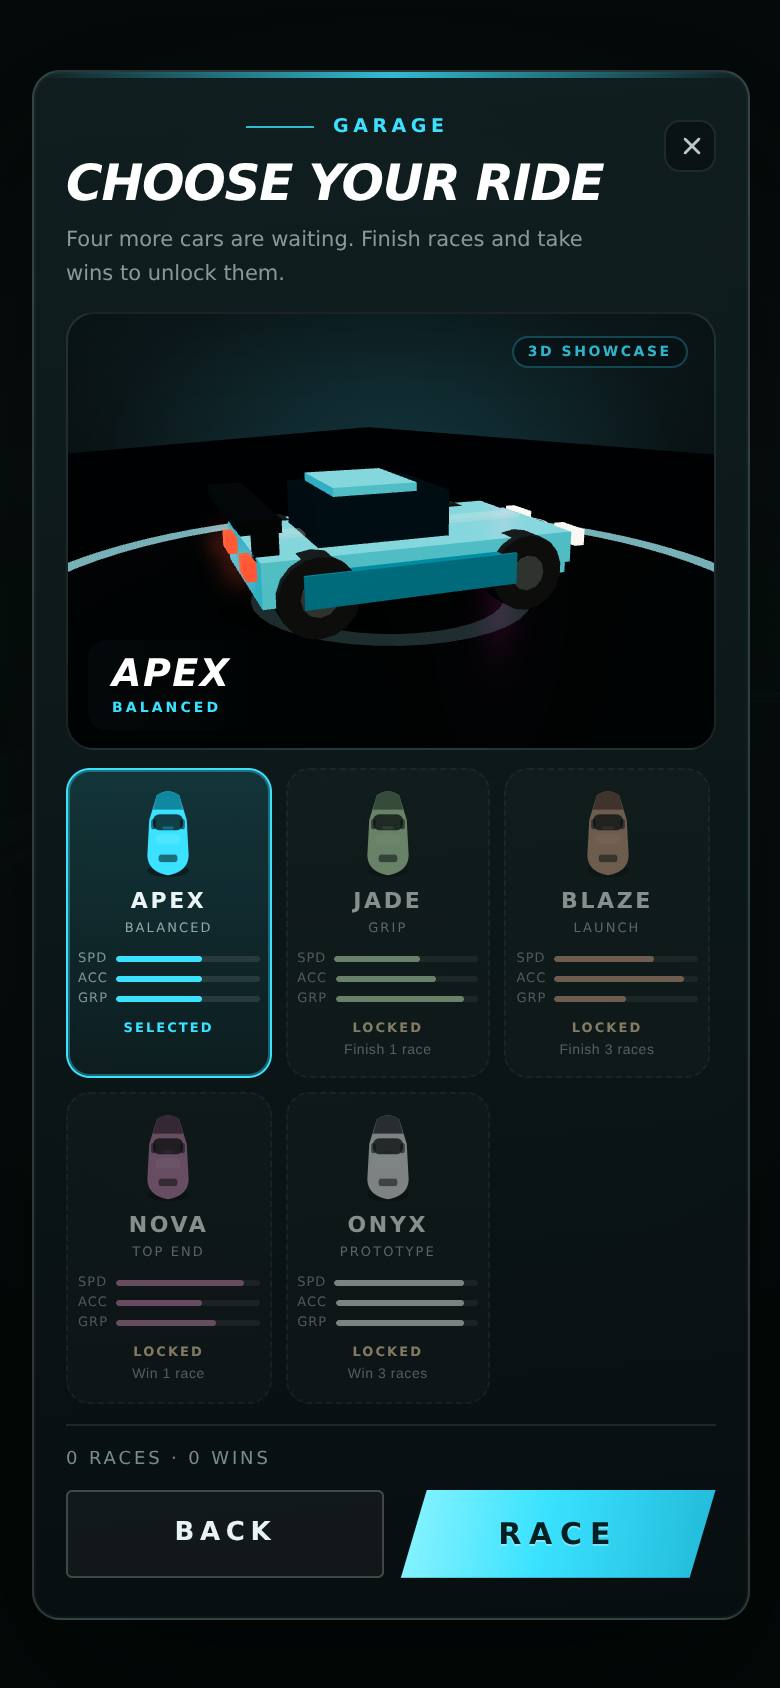 GARAGE
CHOOSE YOUR RIDE
Four more cars are waiting. Finish races and take
wins to unlock them.
3D SHOWCASE
APEX
BALANCED
APEX
BALANCED
SPD
ACC
GRP
SELECTED
JADE
GRIP
SPD
ACC
GRP
LOCKED
Finish 1 race
BLAZE
LAUNCH
SPD
ACC
GRP
LOCKED
Finish 3 races
NOVA
TOP END
SPD
ACC
GRP
LOCKED
Win 1 race
ONYX
PROTOTYPE
SPD
ACC
GRP
LOCKED
Win 3 races
0 RACES · 0 WINS
BACK
RACE